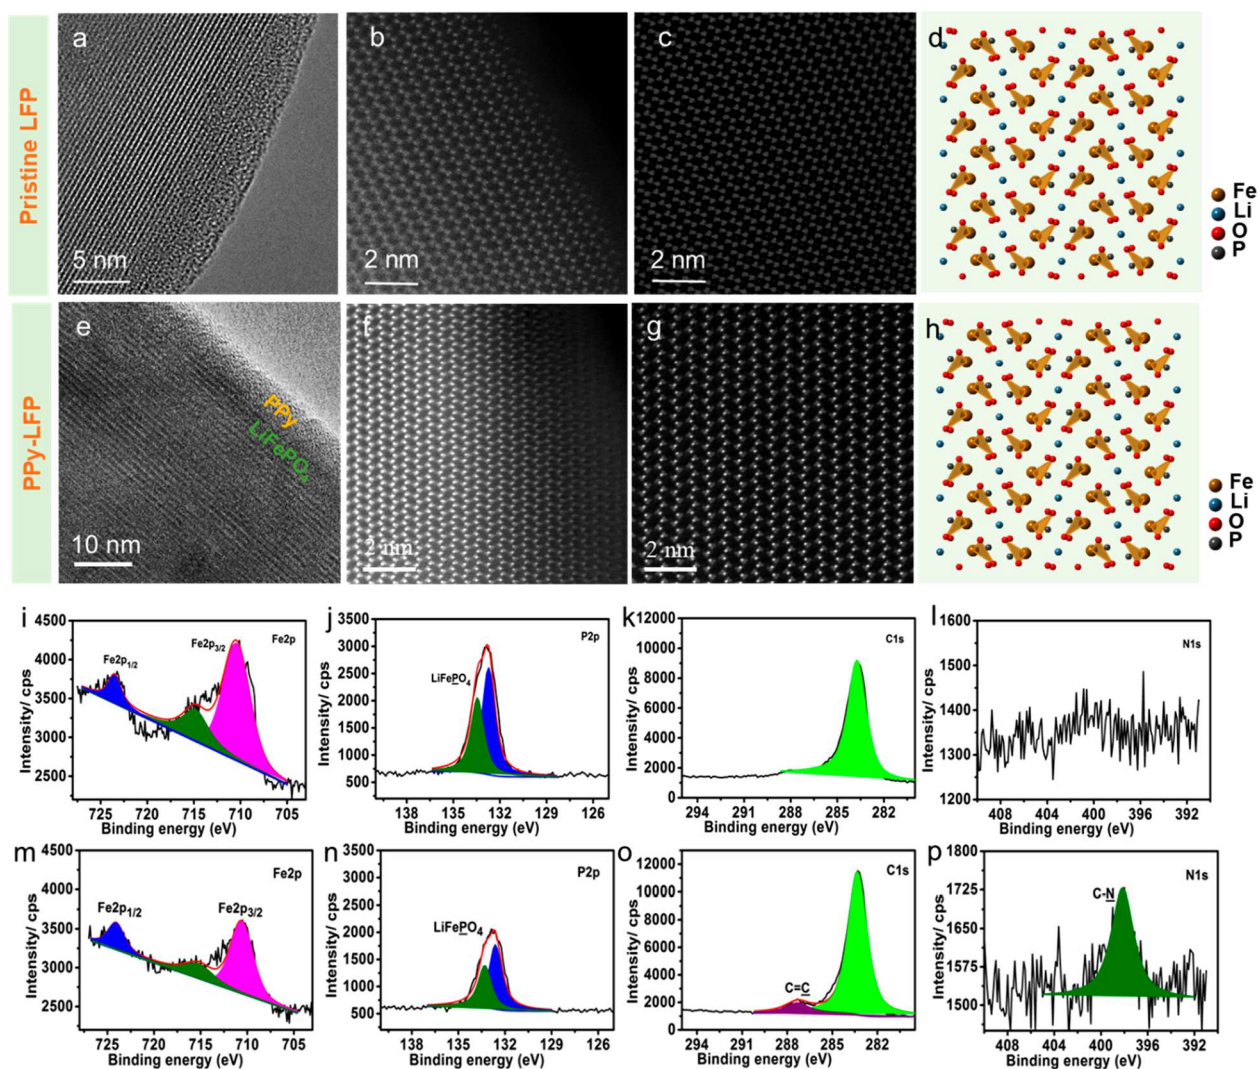 Pristine LFP
a
5 nm
b
2 nm
c
2 nm
d
Fe
Li
O
P
PPy-LFP
e
PPy
LiFePO₄
10 nm
f
2 nm
g
2 nm
h
Fe
Li
O
P
i
Fe2p
Fe2p3/2
Fe2p1/2
4500
4000
3500
3000
2500
Intensity/ cps
725 720 715 710 705
Binding energy (eV)
j
P2p
LiFePO4
3500
3000
2500
2000
1500
1000
500
Intensity/ cps
138 135 132 129 126
Binding energy (eV)
k
C1s
12000
10000
8000
6000
4000
2000
0
Intensity/ cps
294 291 288 285 282
Binding energy (eV)
l
N1s
1600
1500
1400
1300
1200
Intensity/ cps
408 404 400 396 392
Binding energy (eV)
m
Fe2p
Fe2p1/2
Fe2p3/2
4500
4000
3500
3000
2500
Intensity/ cps
725 720 715 710 705
Binding energy (eV)
n
P2p
LiFePO4
3500
3000
2500
2000
1500
1000
500
Intensity/ cps
138 135 132 129 126
Binding energy (eV)
o
C1s
C=C
12000
10000
8000
6000
4000
2000
0
Intensity/ cps
294 291 288 285 282
Binding energy (eV)
p
N1s
C-N
1800
1725
1650
1575
1500
Intensity/ cps
408 404 400 396 392
Binding energy (eV)